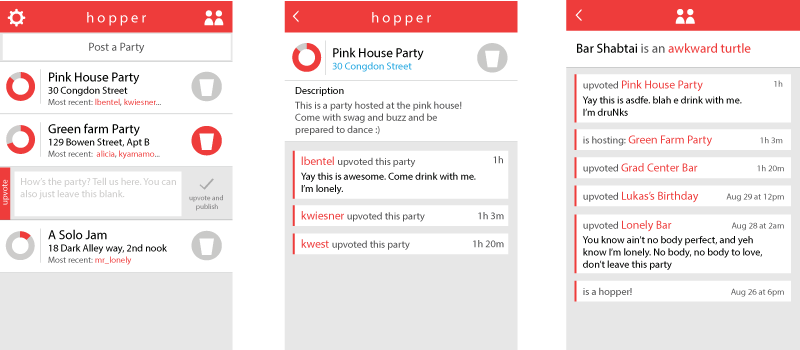 hopper
Post a Party
Pink House Party
30 Congdon Street
Most recent: lbentel, kwiesner...
Green farm Party
129 Bowen Street, Apt B
Most recent: alicia, kyamamo...
upvote
How's the party? Tell us here. You can
also just leave this blank.
upvote and
publish
A Solo Jam
18 Dark Alley way, 2nd nook
Most recent: mr_lonely
hopper
Pink House Party
30 Congdon Street
Description
This is a party hosted at the pink house!
Come with swag and buzz and be
prepared to dance :)
lbentel upvoted this party 1h
Yay this is awesome. Come drink with me.
I'm lonely.
kwiesner upvoted this party 1h 3m
kwest upvoted this party 1h 20m
Bar Shabtai is an awkward turtle
upvoted Pink House Party 1h
Yay this is asdfe. blah e drink with me.
I'm druNks
is hosting: Green Farm Party 1h 3m
upvoted Grad Center Bar 1h 20m
upvoted Lukas's Birthday Aug 29 at 12pm
upvoted Lonely Bar Aug 28 at 2am
You know ain't no body perfect, and yeh
know I'm lonely. No body, no body to love,
don't leave this party
is a hopper! Aug 26 at 6pm